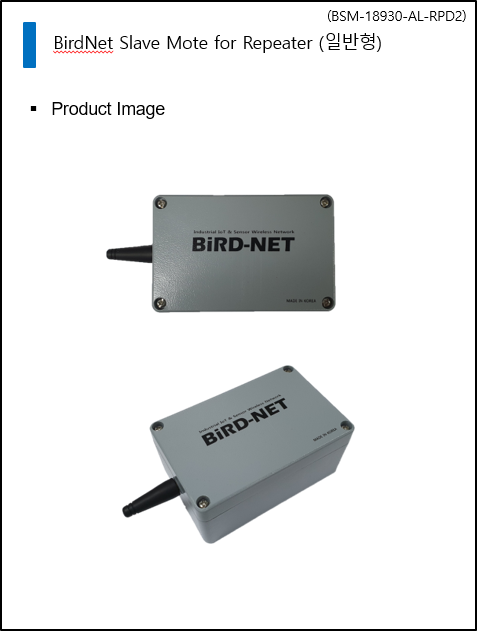 (BSM-18930-AL-RPD2)
BirdNet Slave Mote for Repeater (일반형)
▪ Product Image
Industrial IoT & Sensor Wireless Network
BiRD-NET
MADE IN KOREA
Industrial IoT & Sensor Wireless Network
BiRD-NET
MADE IN KOREA